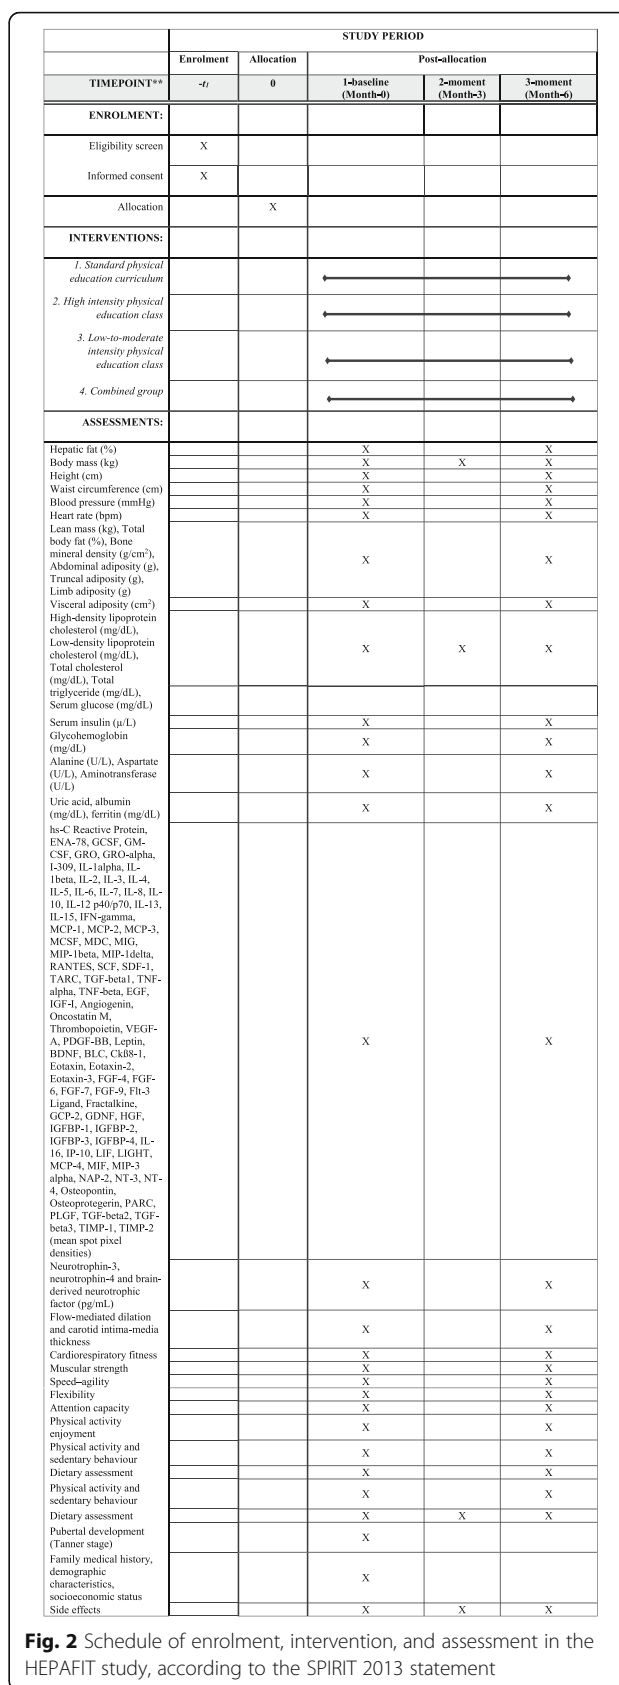 STUDY PERIOD
Enrolment Allocation Post-allocation
TIMEPOINT** -t1 0 1-baseline (Month-0) 2-moment (Month-3) 3-moment (Month-6)
ENROLMENT:
Eligibility screen X
Informed consent X
Allocation X
INTERVENTIONS:
1. Standard physical
education curriculum
2. High intensity physical
education class
3. Low-to-moderate
intensity physical
education class
4. Combined group
ASSESSMENTS:
Hepatic fat (%) X X
Body mass (kg) X X X
Height (cm) X X
Waist circumference (cm) X X
Blood pressure (mmHg) X X
Heart rate (bpm) X X
Lean mass (kg), Total
body fat (%), Bone
mineral density (g/cm²),
Abdominal adiposity (g), X X
Truncal adiposity (g),
Limb adiposity (g)
Visceral adiposity (cm²) X X
High-density lipoprotein
cholesterol (mg/dL),
Low-density lipoprotein
cholesterol (mg/dL), X X X
Total cholesterol
(mg/dL), Total
triglyceride (mg/dL),
Serum glucose (mg/dL)
Serum insulin (µ/L) X X
Glycohemoglobin
(mg/dL) X X
Alanine (U/L), Aspartate
(U/L), Aminotransferase X X
(U/L)
Uric acid, albumin
(mg/dL), ferritin (mg/dL) X X
hs-C Reactive Protein,
ENA-78, GCSF, GM-
CSF, GRO, GRO-alpha,
I-309, IL-1alpha, IL-
1beta, IL-2, IL-3, IL-4,
IL-5, IL-6, IL-7, IL-8, IL-
10, IL-12 p40/p70, IL-13,
IL-15, IFN-gamma,
MCP-1, MCP-2, MCP-3,
MCSF, MDC, MIG,
MIP-1beta, MIP-1delta,
RANTES, SCF, SDF-1,
TARC, TGF-beta1, TNF-
alpha, TNF-beta, EGF,
IGF-I, Angiogenin,
Oncostatin M,
Thrombopoietin, VEGF-
A, PDGF-BB, Leptin,
BDNF, BLC, Ckß8-1, X X
Eotaxin, Eotaxin-2,
Eotaxin-3, FGF-4, FGF-
6, FGF-7, FGF-9, Flt-3
Ligand, Fractalkine,
GCP-2, GDNF, HGF,
IGFBP-1, IGFBP-2,
IGFBP-3, IGFBP-4, IL-
16, IP-10, LIF, LIGHT,
MCP-4, MIF, MIP-3
alpha, NAP-2, NT-3, NT-
4, Osteopontin,
Osteoprotegerin, PARC,
PLGF, TGF-beta2, TGF-
beta3, TIMP-1, TIMP-2
(mean spot pixel
densities)
Neurotrophin-3,
neurotrophin-4 and brain-
derived neurotrophic X X
factor (pg/mL)
Flow-mediated dilation
and carotid intima-media X X
thickness
Cardiorespiratory fitness X X
Muscular strength X X
Speed–agility X X
Flexibility X X
Attention capacity X X
Physical activity
enjoyment X X
Physical activity and
sedentary behaviour X X
Dietary assessment X X
Physical activity and
sedentary behaviour X X
Dietary assessment X X X
Pubertal development
(Tanner stage) X
Family medical history,
demographic
characteristics, X
socioeconomic status
Side effects X X X
Fig. 2 Schedule of enrolment, intervention, and assessment in the
HEPAFIT study, according to the SPIRIT 2013 statement